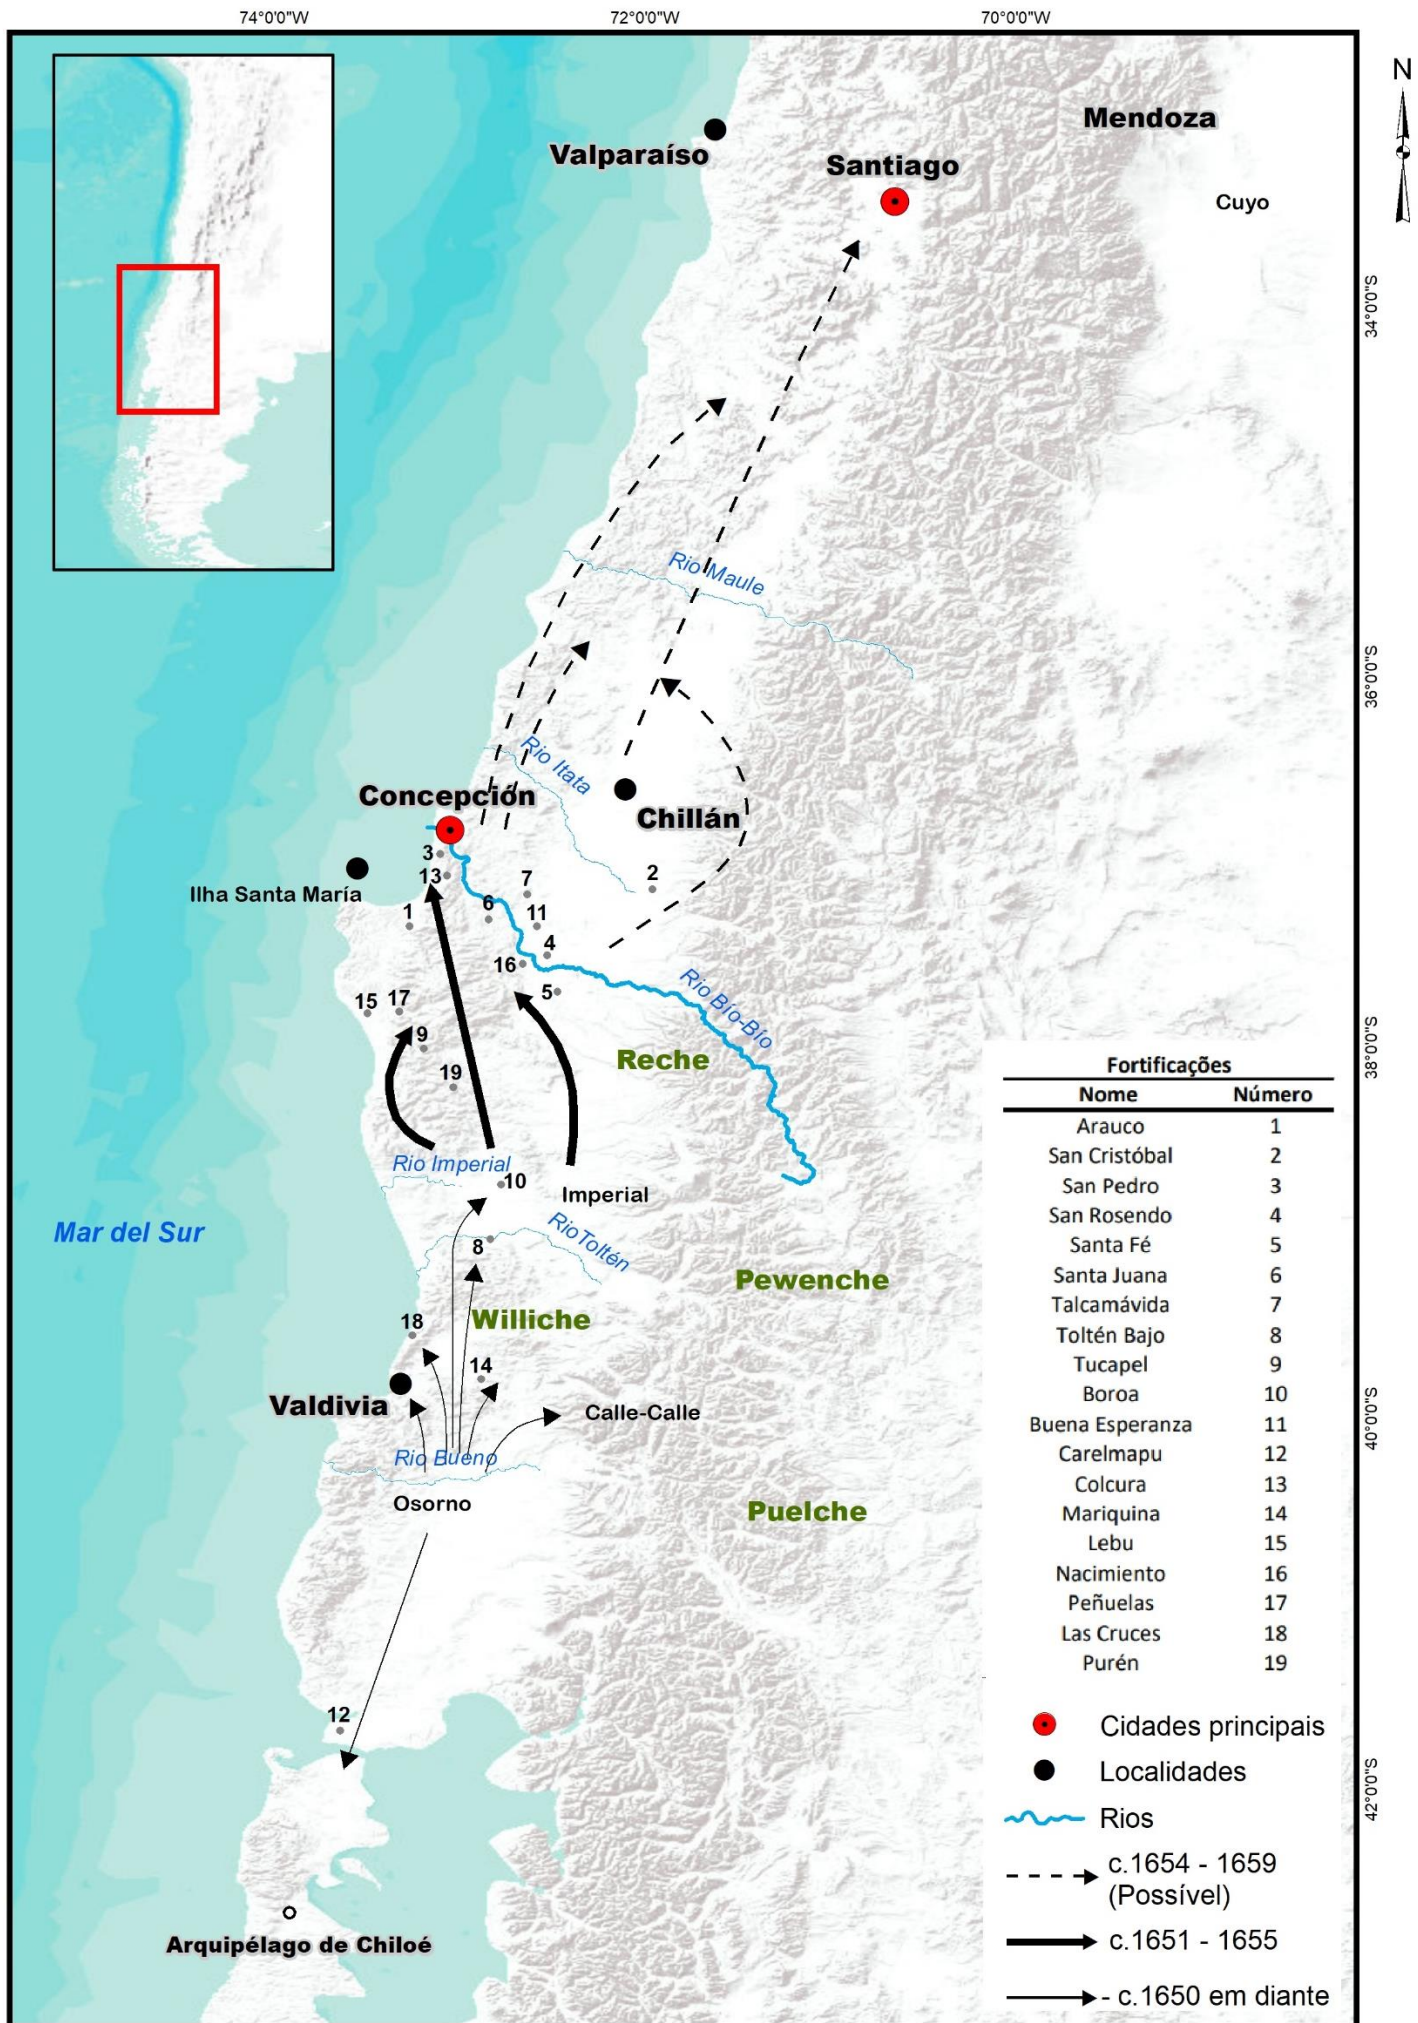 74°0'0"W
72°0'0"W
70°0'0"W
N
Mendoza
Valparaíso
Santiago
Cuyo
34°0'0"S
Rio Maule
36°0'0"S
Rio Itata
Concepción
Chillán
3
13
Ilha Santa María
2
7
6
1
11
4
16
5
Rio Bío-Bío
15
17
9
Reche
38°0'0"S
19
Rio Imperial
10
Imperial
Mar del Sur
Rio Toltén
8
Pewenche
Williche
18
14
Valdivia
Calle-Calle
40°0'0"S
Rio Bueno
Osorno
Puelche
12
42°0'0"S
Arquipélago de Chiloé
Fortificações
Nome Número
Arauco 1
San Cristóbal 2
San Pedro 3
San Rosendo 4
Santa Fé 5
Santa Juana 6
Talcamávida 7
Toltén Bajo 8
Tucapel 9
Boroa 10
Buena Esperanza 11
Carelmapu 12
Colcura 13
Mariquina 14
Lebu 15
Nacimiento 16
Peñuelas 17
Las Cruces 18
Purén 19
Cidades principais
Localidades
Rios
c.1654 - 1659
(Possível)
c.1651 - 1655
- c.1650 em diante